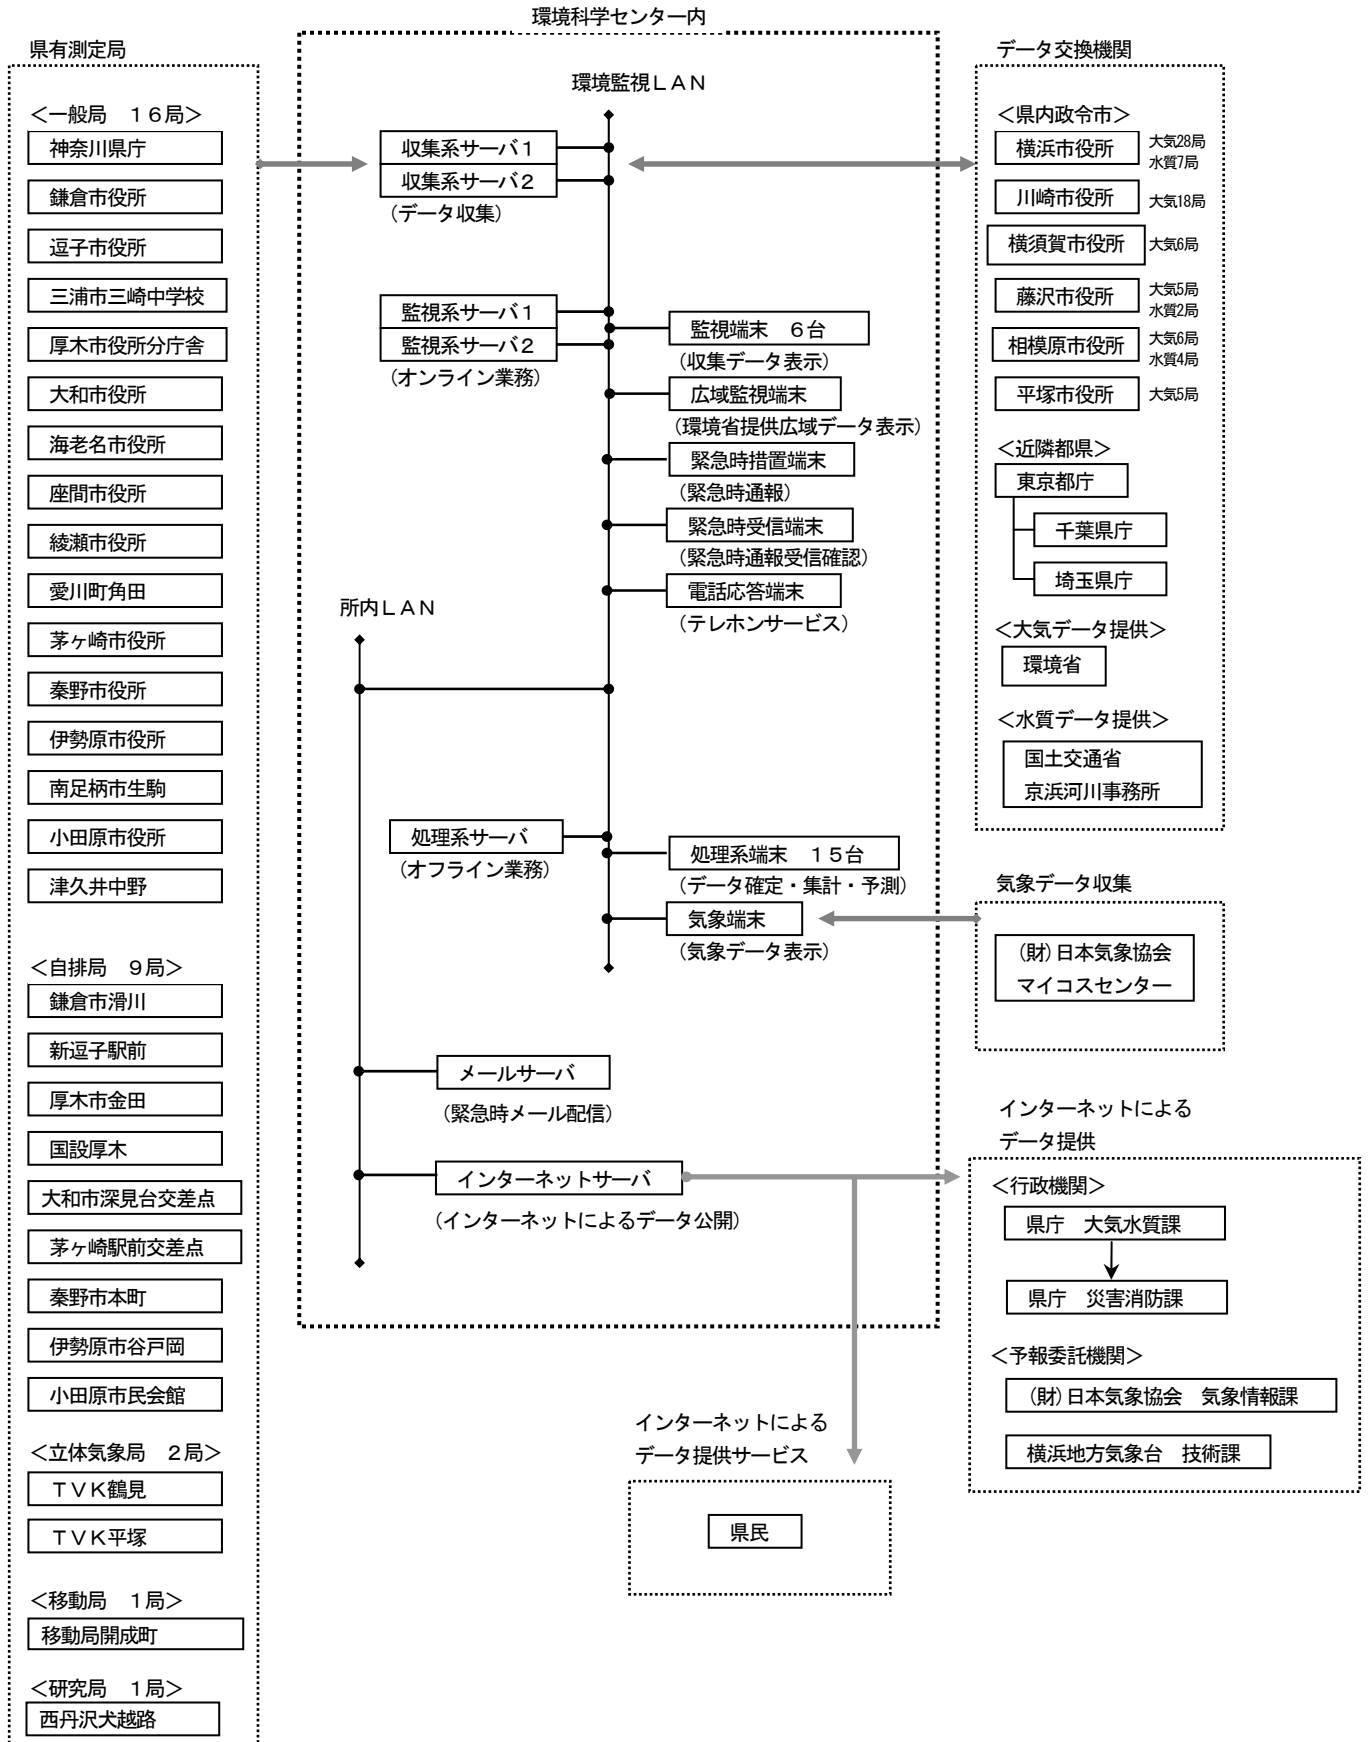 環境科学センター内
県有測定局
＜一般局　１６局＞
神奈川県庁
鎌倉市役所
逗子市役所
三浦市三崎中学校
厚木市役所分庁舎
大和市役所
海老名市役所
座間市役所
綾瀬市役所
愛川町角田
茅ヶ崎市役所
秦野市役所
伊勢原市役所
南足柄市生駒
小田原市役所
津久井中野
＜自排局　９局＞
鎌倉市滑川
新逗子駅前
厚木市金田
国設厚木
大和市深見台交差点
茅ヶ崎駅前交差点
秦野市本町
伊勢原市谷戸岡
小田原市民会館
＜立体気象局　２局＞
ＴＶＫ鶴見
ＴＶＫ平塚
＜移動局　１局＞
移動局開成町
＜研究局　１局＞
西丹沢犬越路
環境監視ＬＡＮ
収集系サーバ１
収集系サーバ２
（データ収集）
監視系サーバ１
監視系サーバ２
（オンライン業務）
監視端末　６台
（収集データ表示）
広域監視端末
（環境省提供広域データ表示）
緊急時措置端末
（緊急時通報）
緊急時受信端末
（緊急時通報受信確認）
電話応答端末
（テレホンサービス）
所内ＬＡＮ
処理系サーバ
（オフライン業務）
処理系端末　１５台
（データ確定・集計・予測）
気象端末
（気象データ表示）
メールサーバ
（緊急時メール配信）
インターネットサーバ
（インターネットによるデータ公開）
データ交換機関
＜県内政令市＞
横浜市役所
大気28局
水質7局
川崎市役所
大気18局
横須賀市役所
大気6局
藤沢市役所
大気5局
水質2局
相模原市役所
大気6局
水質4局
平塚市役所
大気5局
＜近隣都県＞
東京都庁
千葉県庁
埼玉県庁
＜大気データ提供＞
環境省
＜水質データ提供＞
国土交通省
京浜河川事務所
気象データ収集
（財）日本気象協会
マイコスセンター
インターネットによる
データ提供
＜行政機関＞
県庁　大気水質課
県庁　災害消防課
＜予報委託機関＞
（財）日本気象協会　気象情報課
横浜地方気象台　技術課
インターネットによる
データ提供サービス
県民